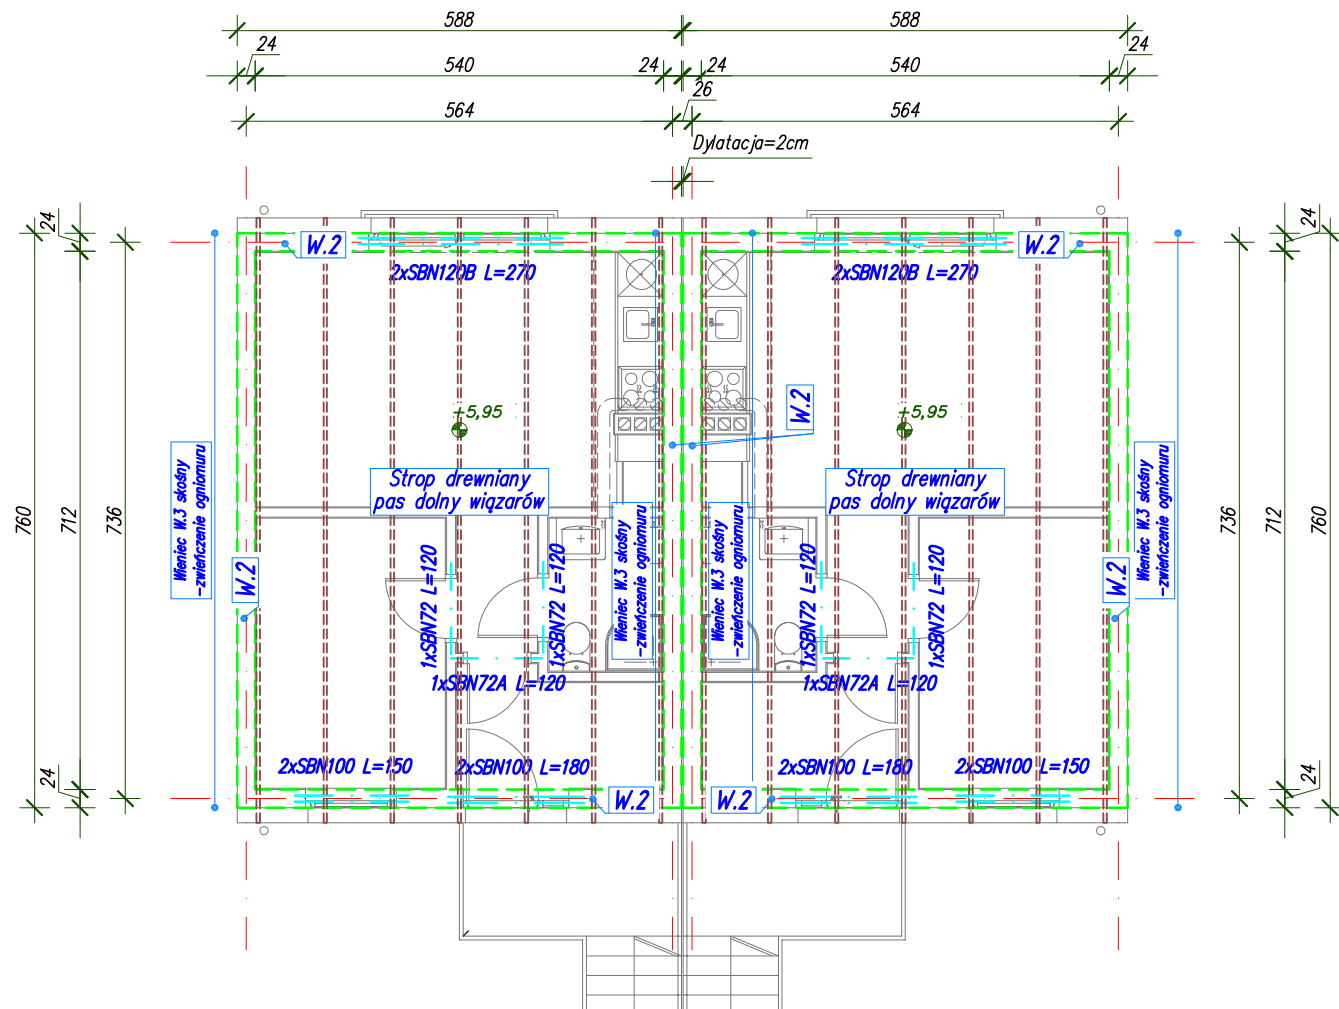 588
588
24
540
24
24
540
24
26
564
564
Dylatacja=2cm
24
24
W.2
W.2
2xSBN120B L=270
2xSBN120B L=270
W.2
+5,95
+5,95
Strop drewniany
pas dolny wiązarów
Strop drewniany
pas dolny wiązarów
Wieniec W.3 skośny
-zwieńczenie ogniomuru
Wieniec W.3 skośny
-zwieńczenie ogniomuru
Wieniec W.3 skośny
-zwieńczenie ogniomuru
Wieniec W.3 skośny
-zwieńczenie ogniomuru
760
712
736
736
712
760
W.2
W.2
1xSBN72 L=120
1xSBN72 L=120
1xSBN72 L=120
1xSBN72 L=120
1xSBN72A L=120
1xSBN72A L=120
2xSBN100 L=150
2xSBN100 L=180
2xSBN100 L=180
2xSBN100 L=150
24
24
W.2
W.2